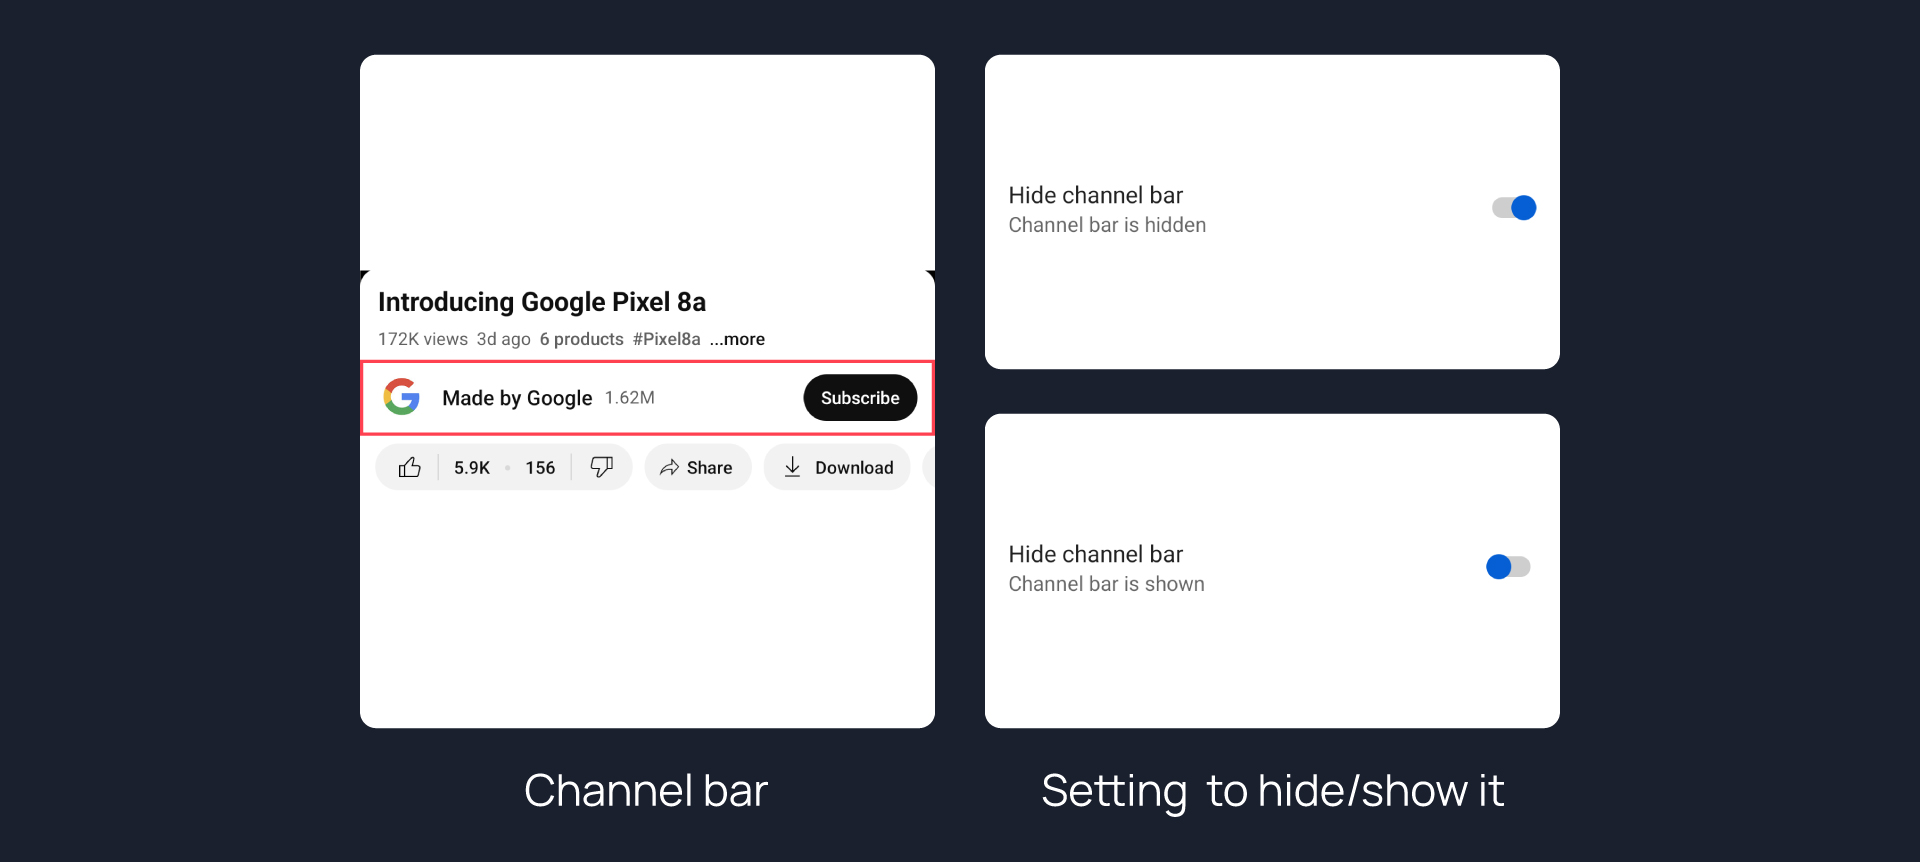 Introducing Google Pixel 8a
172K views 3d ago 6 products #Pixel8a ...more
Made by Google 1.62M Subscribe
5.9K • 156 Share Download
Channel bar
Hide channel bar
Channel bar is hidden
Hide channel bar
Channel bar is shown
Setting to hide/show it